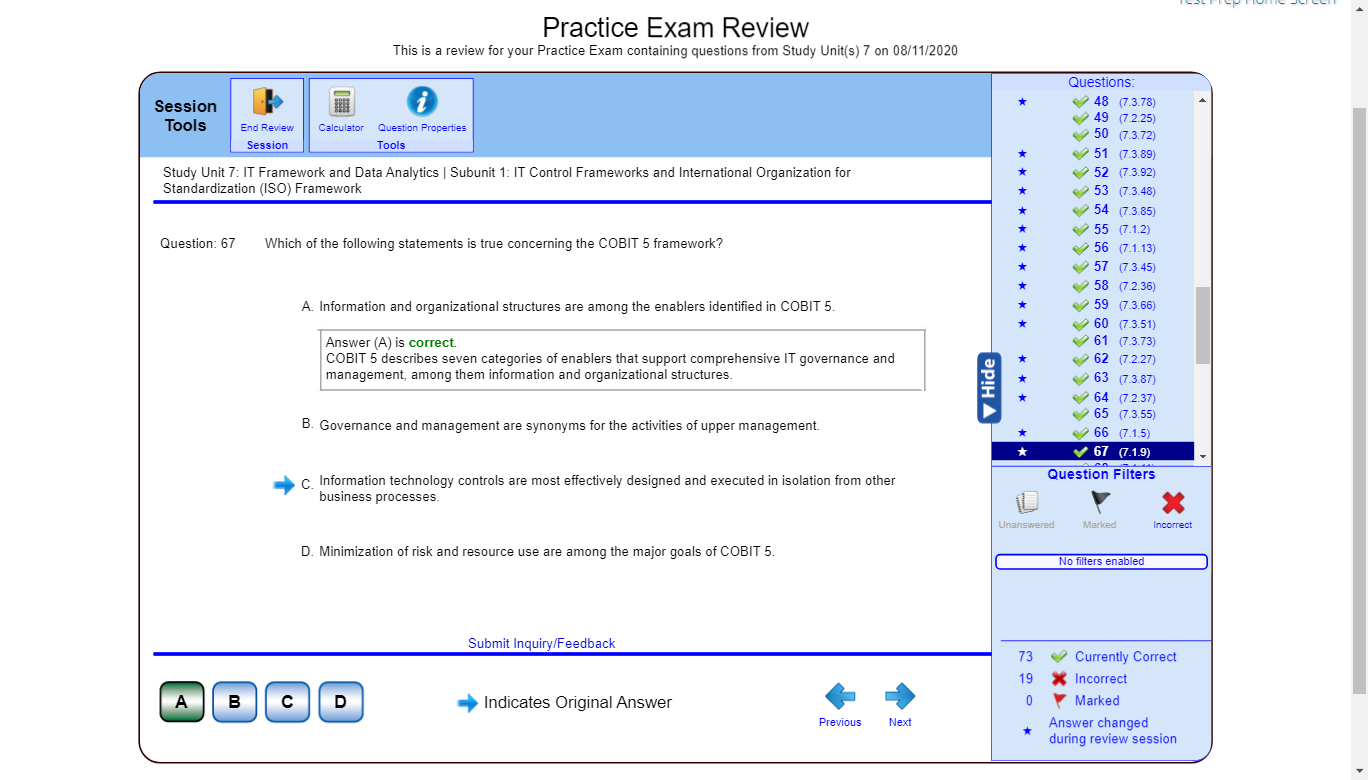 Test Prep Home Screen
Practice Exam Review
This is a review for your Practice Exam containing questions from Study Unit(s) 7 on 08/11/2020
Session
Tools
End Review
Session
Calculator
Question Properties
Tools
Study Unit 7: IT Framework and Data Analytics | Subunit 1: IT Control Frameworks and International Organization for
Standardization (ISO) Framework
Question: 67 Which of the following statements is true concerning the COBIT 5 framework?
A. Information and organizational structures are among the enablers identified in COBIT 5.
Answer (A) is correct.
COBIT 5 describes seven categories of enablers that support comprehensive IT governance and
management, among them information and organizational structures.
B. Governance and management are synonyms for the activities of upper management.
C. Information technology controls are most effectively designed and executed in isolation from other
business processes.
D. Minimization of risk and resource use are among the major goals of COBIT 5.
Submit Inquiry/Feedback
A B C D
Indicates Original Answer
Previous
Next
Hide
Questions:
48 (7.3.78)
49 (7.2.25)
50 (7.3.72)
51 (7.3.89)
52 (7.3.92)
53 (7.3.48)
54 (7.3.85)
55 (7.1.2)
56 (7.1.13)
57 (7.3.45)
58 (7.2.36)
59 (7.3.66)
60 (7.3.51)
61 (7.3.73)
62 (7.2.27)
63 (7.3.87)
64 (7.2.37)
65 (7.3.55)
66 (7.1.5)
67 (7.1.9)
Question Filters
Unanswered
Marked
Incorrect
No filters enabled
73 Currently Correct
19 Incorrect
0 Marked
Answer changed
during review session